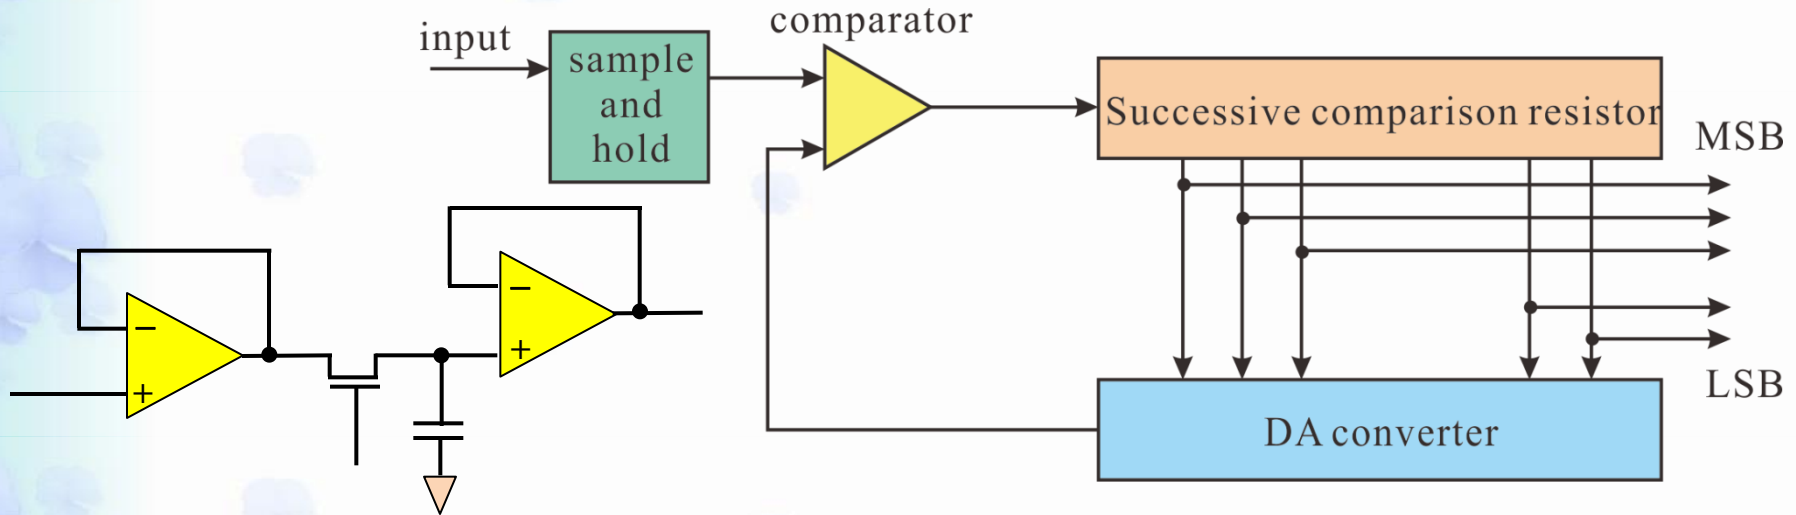 input
sample
and
hold
comparator
Successive comparison resistor
MSB
LSB
DA converter
−
+
−
+